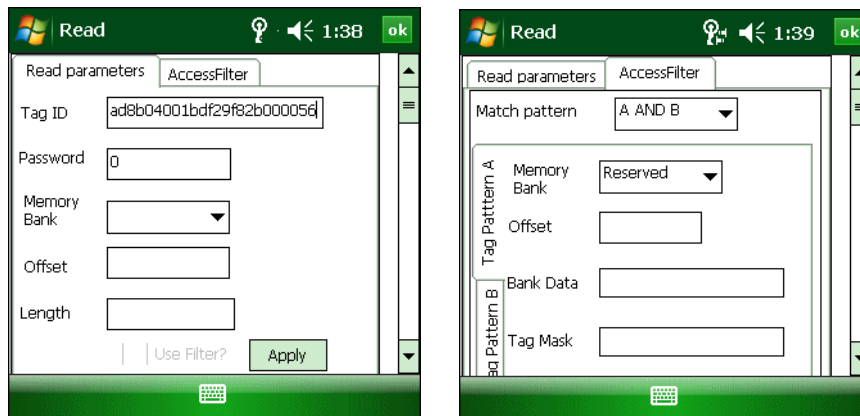 Read 1:38 ok
Read parameters AccessFilter
Tag ID ad8b04001bdf29f82b000056
Password 0
Memory
Bank
Offset
Length
Use Filter? Apply
Read 1:39 ok
Read parameters AccessFilter
Match pattern A AND B
Tag Patttern A
Memory
Bank Reserved
Offset
Bank Data
Tag Pattern B
Tag Mask